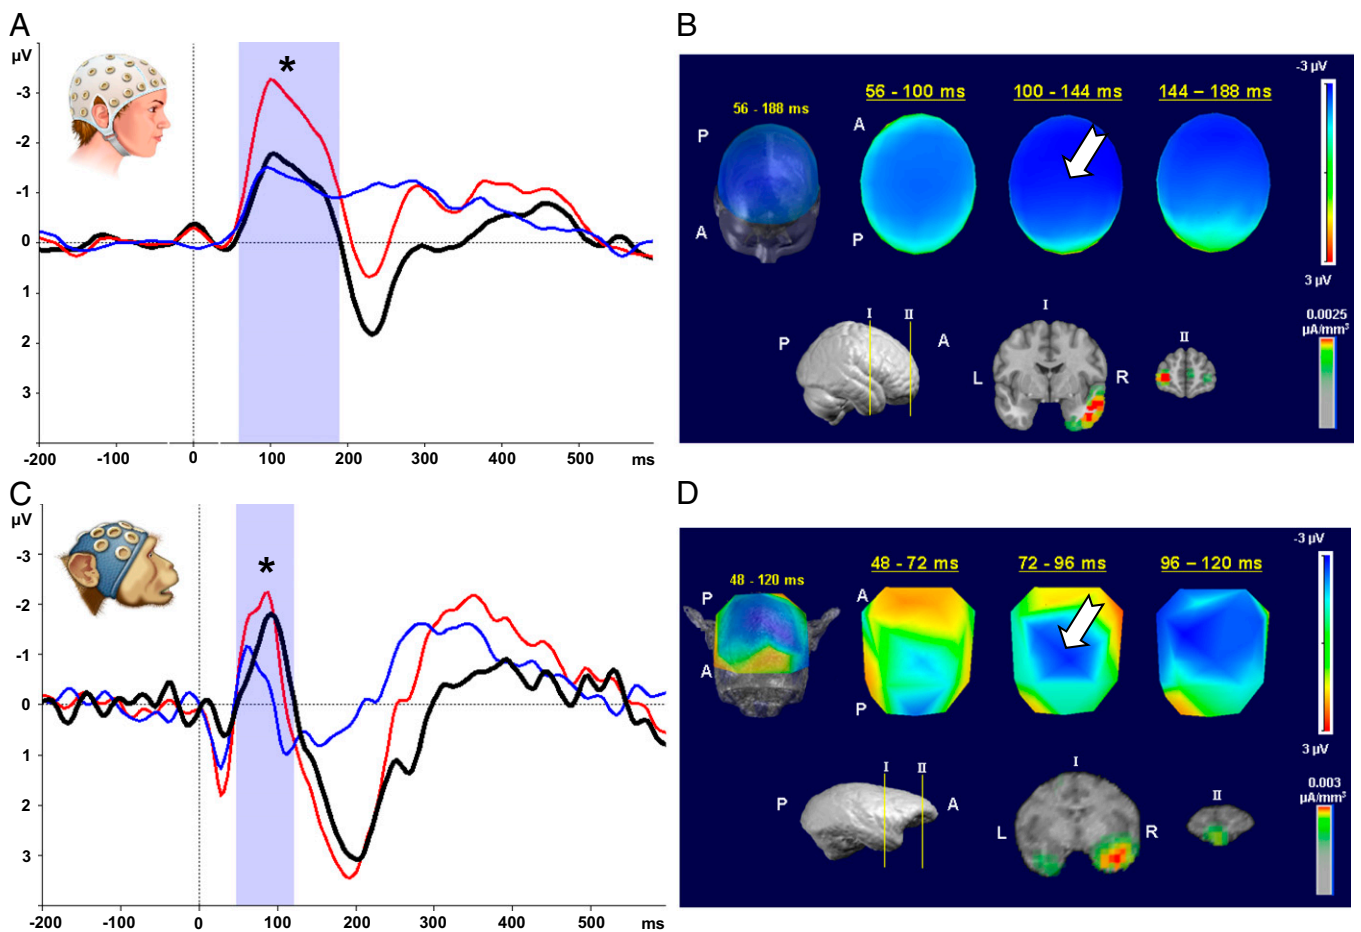 A
B
µV
*
-3
-2
-1
0
1
2
3
-200 -100 0 100 200 300 400 500 ms
56 - 188 ms
56 - 100 ms 100 - 144 ms 144 – 188 ms
P
A
A
P
-3 µV
3 µV
0.0025
µA/mm³
P
I II
A
I
L R
II
C
D
µV
*
-3
-2
-1
0
1
2
3
-200 -100 0 100 200 300 400 500 ms
48 - 120 ms
48 - 72 ms 72 - 96 ms 96 – 120 ms
P
A
A
P
-3 µV
3 µV
0.003
µA/mm³
P
I II
A
I
L R
II